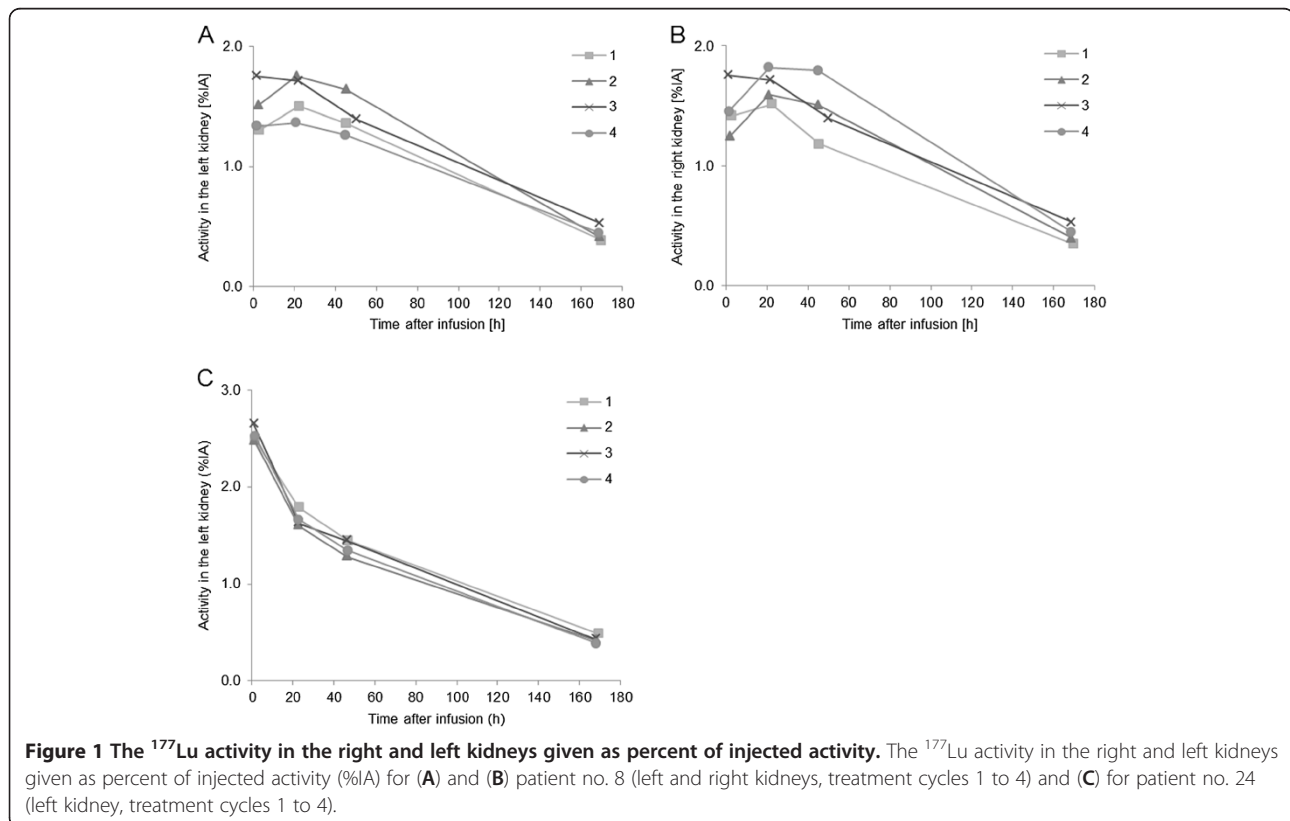 A
B
2.0
1.0
0.0
Activity in the left kidney [%IA]
0 20 40 60 80 100 120 140 160 180
Time after infusion [h]
1
2
3
4
2.0
1.0
0.0
Activity in the right kidney [%IA]
0 20 40 60 80 100 120 140 160 180
Time after infusion [h]
1
2
3
4
C
3.0
2.0
1.0
0.0
Activity in the left kidney (%IA)
0 20 40 60 80 100 120 140 160 180
Time after infusion (h)
1
2
3
4
Figure 1 The ¹⁷⁷Lu activity in the right and left kidneys given as percent of injected activity. The ¹⁷⁷Lu activity in the right and left kidneys
given as percent of injected activity (%IA) for (A) and (B) patient no. 8 (left and right kidneys, treatment cycles 1 to 4) and (C) for patient no. 24
(left kidney, treatment cycles 1 to 4).